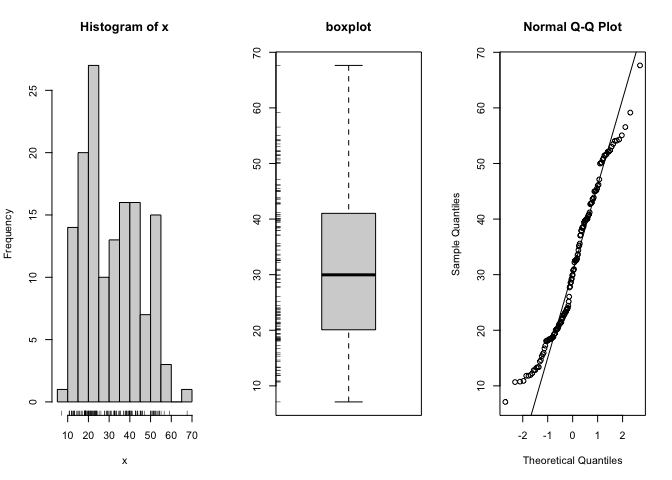 Histogram of x
Frequency
0
5
10
15
20
25
10 20 30 40 50 60 70
x
boxplot
10
20
30
40
50
60
70
Normal Q-Q Plot
Sample Quantiles
10
20
30
40
50
60
70
-2 -1 0 1 2
Theoretical Quantiles